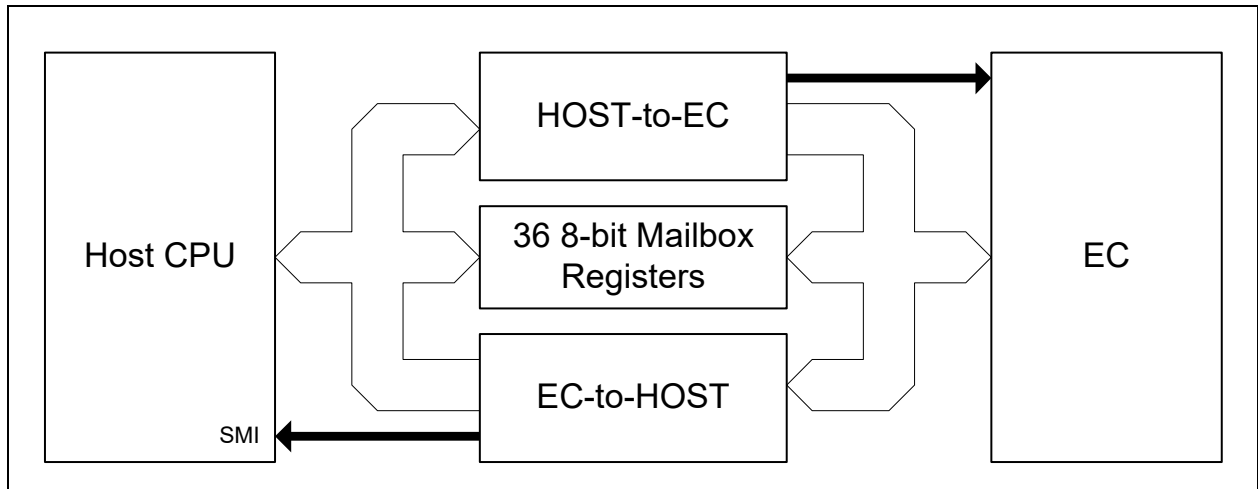 HOST-to-EC
Host CPU
36 8-bit Mailbox
Registers
EC
EC-to-HOST
SMI